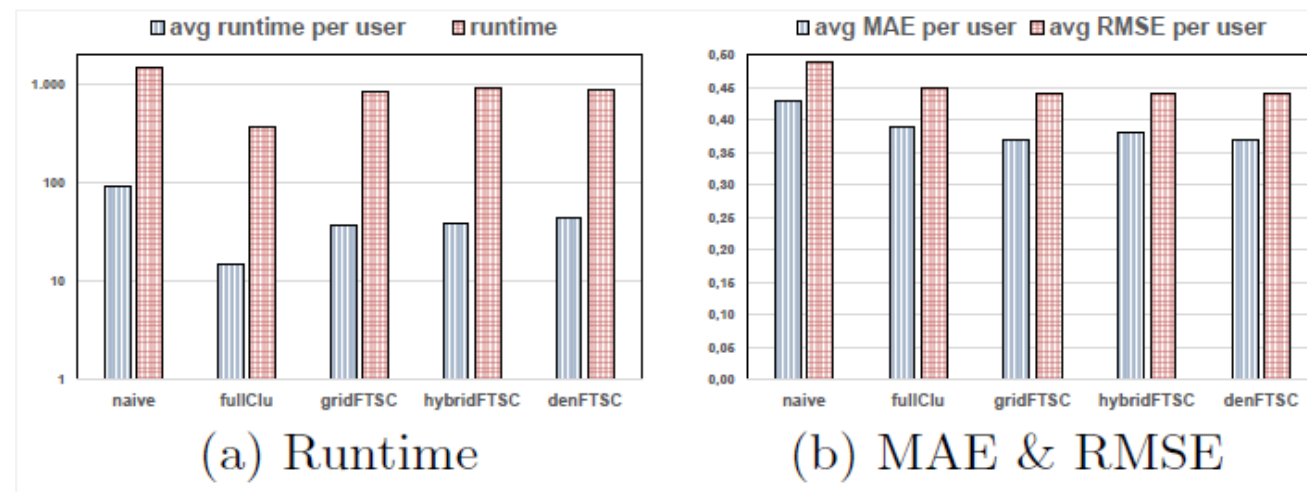 avg runtime per user runtime
1.000
100
10
1
naive fullClu gridFTSC hybridFTSC denFTSC
(a) Runtime
avg MAE per user avg RMSE per user
0,60
0,45
0,40
0,35
0,30
0,25
0,20
0,15
0,10
0,05
0,00
naive fullClu gridFTSC hybridFTSC denFTSC
(b) MAE & RMSE